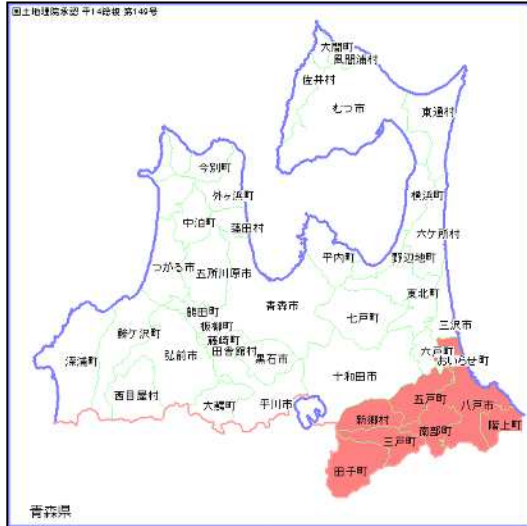 国土地理院承認 平14総複 第149号
大間町
風間浦村
佐井村
むつ市
東通村
今別町
外ヶ浜町
横浜町
中泊町
蓬田村
六ケ所村
平内町
野辺地町
つがる市
五所川原市
東北町
青森市
鶴田町
七戸町
板柳町
三沢市
鰺ケ沢町
藤崎町
田舎館村
六戸町
おいらせ町
深浦町
弘前市
黒石市
十和田市
西目屋村
大鰐町
平川市
五戸町
八戸市
新郷村
南部町
階上町
三戸町
田子町
青森県